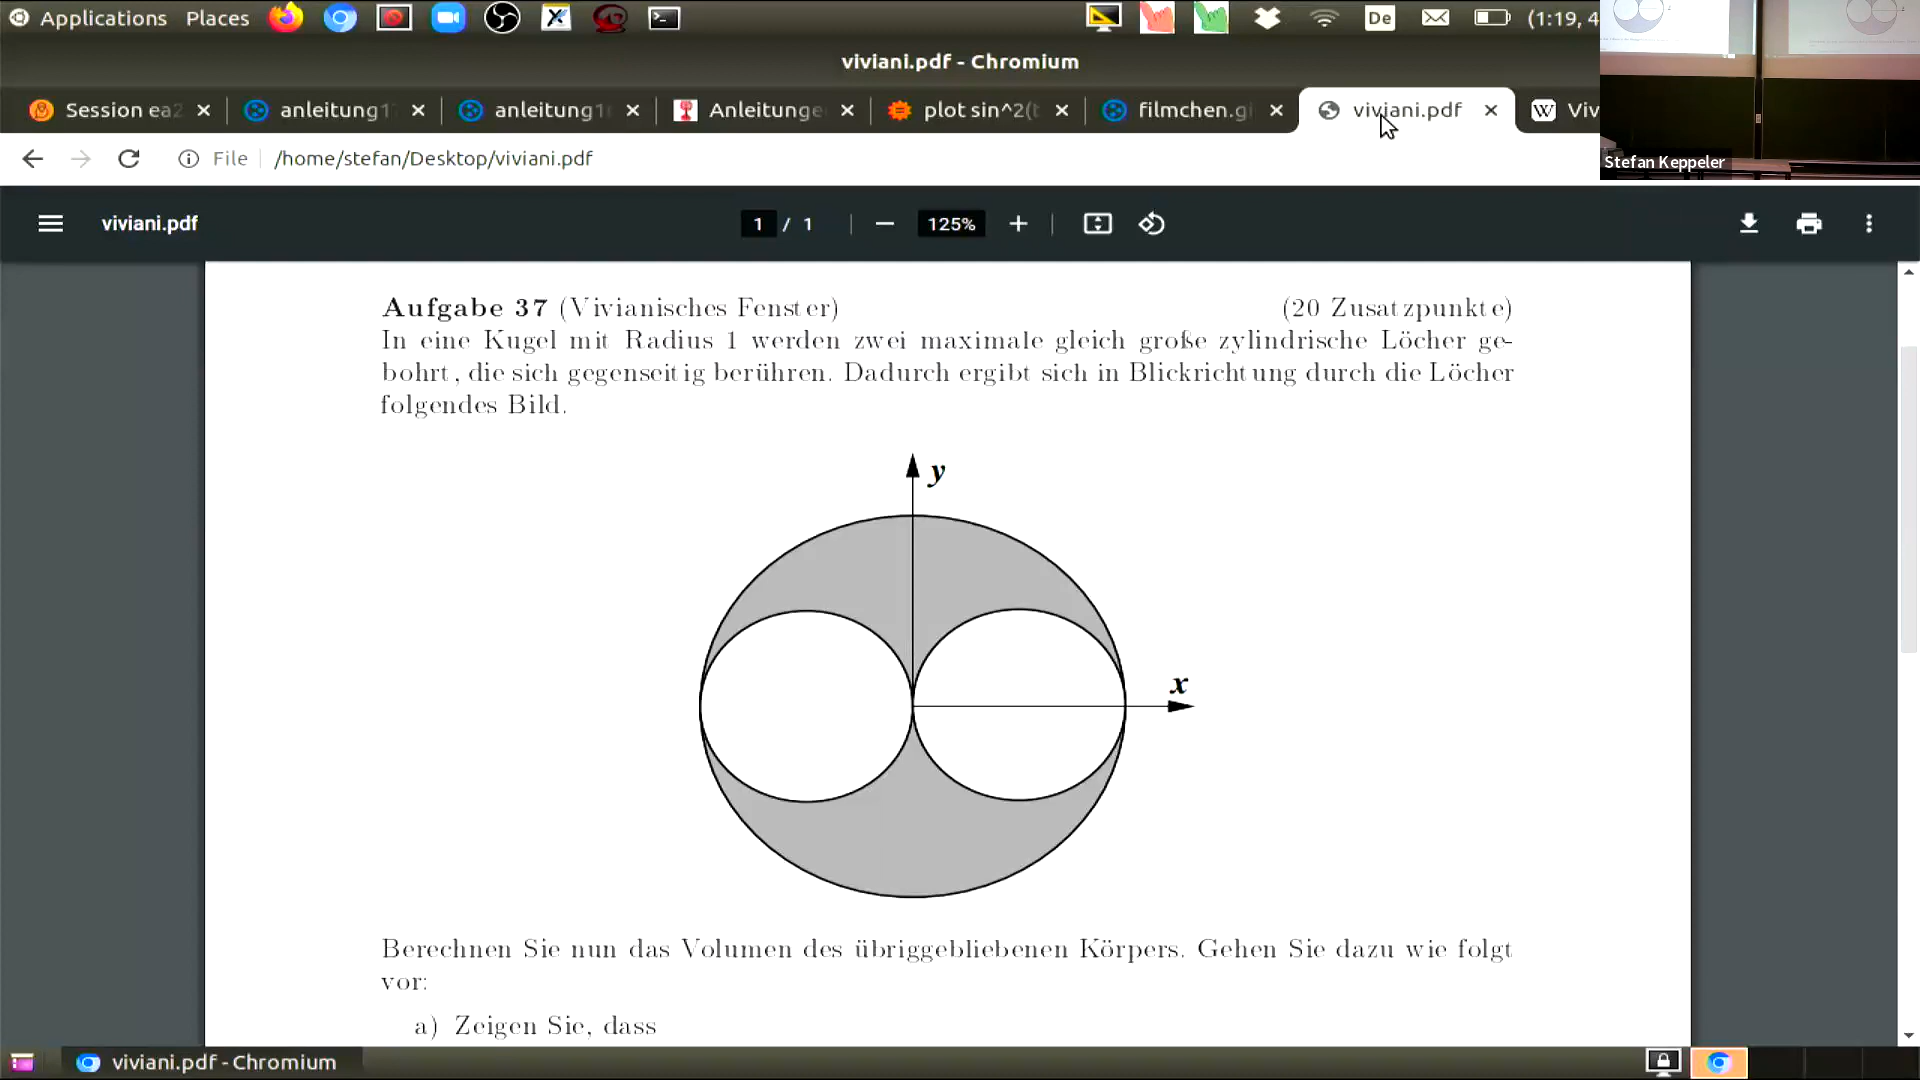 Applications Places De (1:19, 4
viviani.pdf - Chromium
Session ea2 anleitung1 anleitung1 Anleitunge plot sin^2(t filmchen.gi viviani.pdf W Viv
Stefan Keppeler
File /home/stefan/Desktop/viviani.pdf
viviani.pdf 1 / 1 125%
Aufgabe 37 (Vivianisches Fenster) (20 Zusatzpunkte)
In eine Kugel mit Radius 1 werden zwei maximale gleich große zylindrische Löcher ge-
bohrt, die sich gegenseitig berühren. Dadurch ergibt sich in Blickrichtung durch die Löcher
folgendes Bild.
y
x
Berechnen Sie nun das Volumen des übriggebliebenen Körpers. Gehen Sie dazu wie folgt
vor:
a) Zeigen Sie, dass
viviani.pdf - Chromium